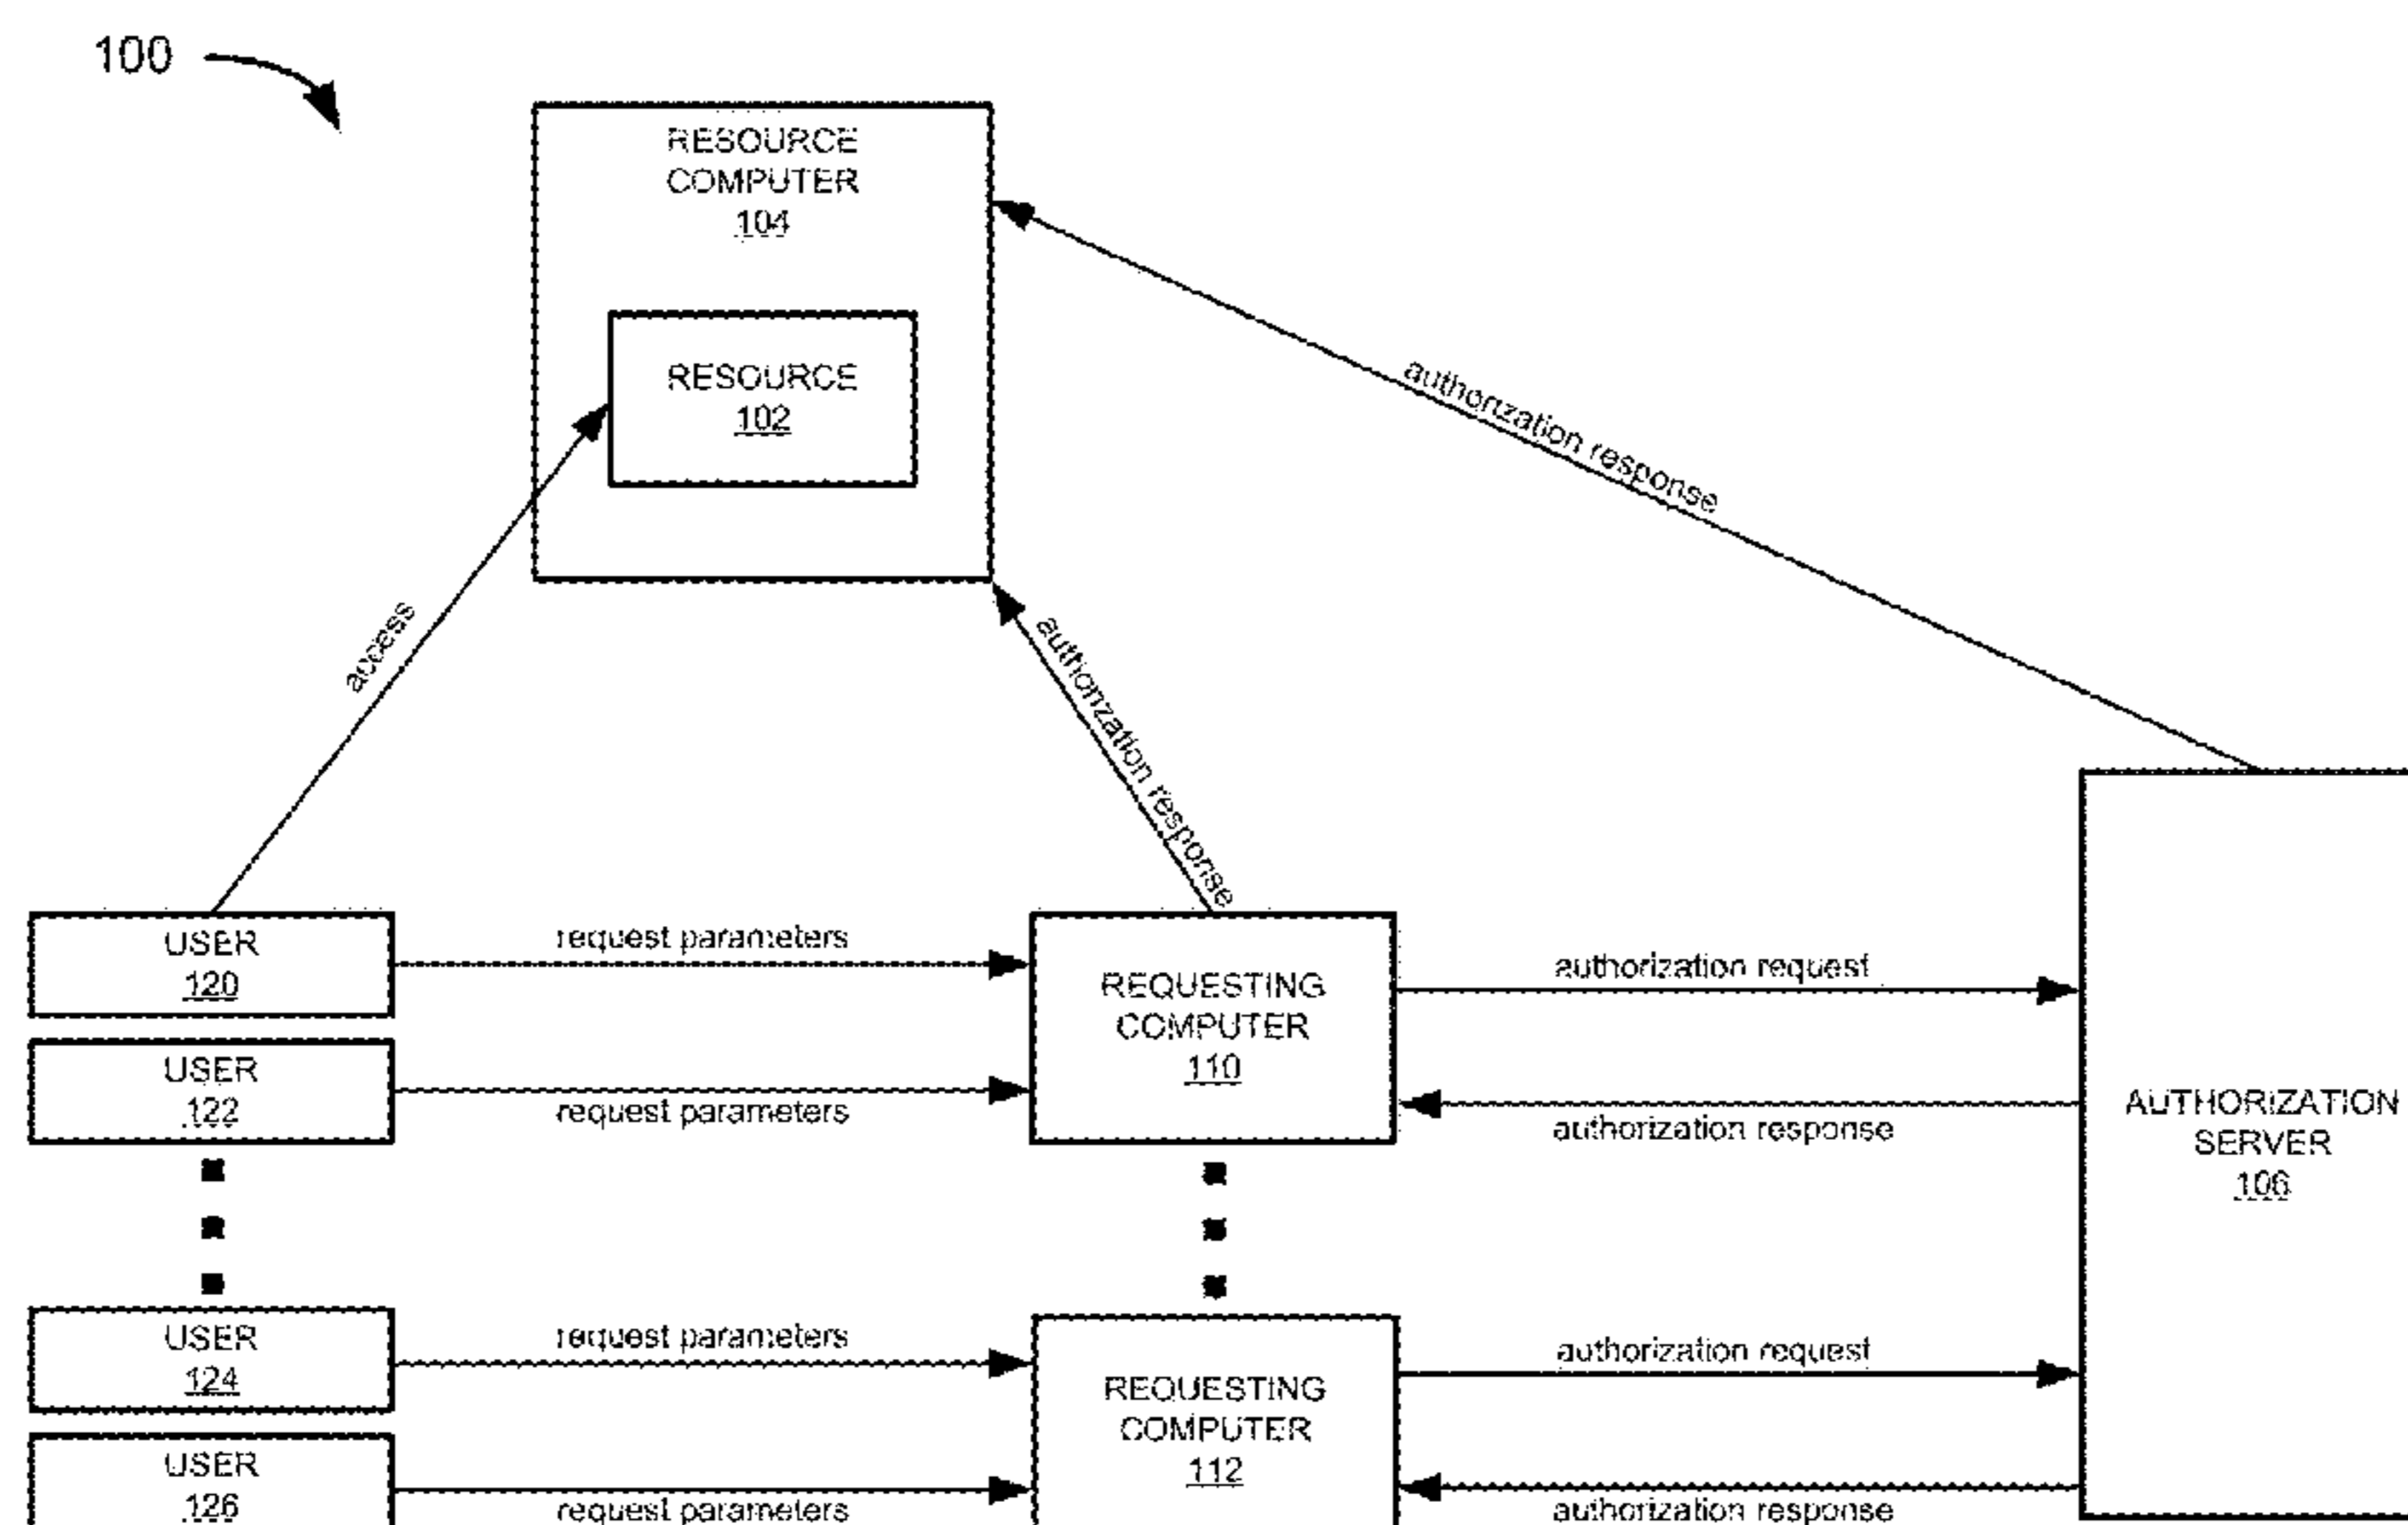 100
RESOURCE
COMPUTER
104
RESOURCE
102
authorization response
access
authorization response
USER
120
request parameters
REQUESTING
COMPUTER
110
authorization request
USER
122
request parameters
authorization response
AUTHORIZATION
SERVER
106
USER
124
request parameters
REQUESTING
COMPUTER
112
authorization request
USER
126
request parameters
authorization response